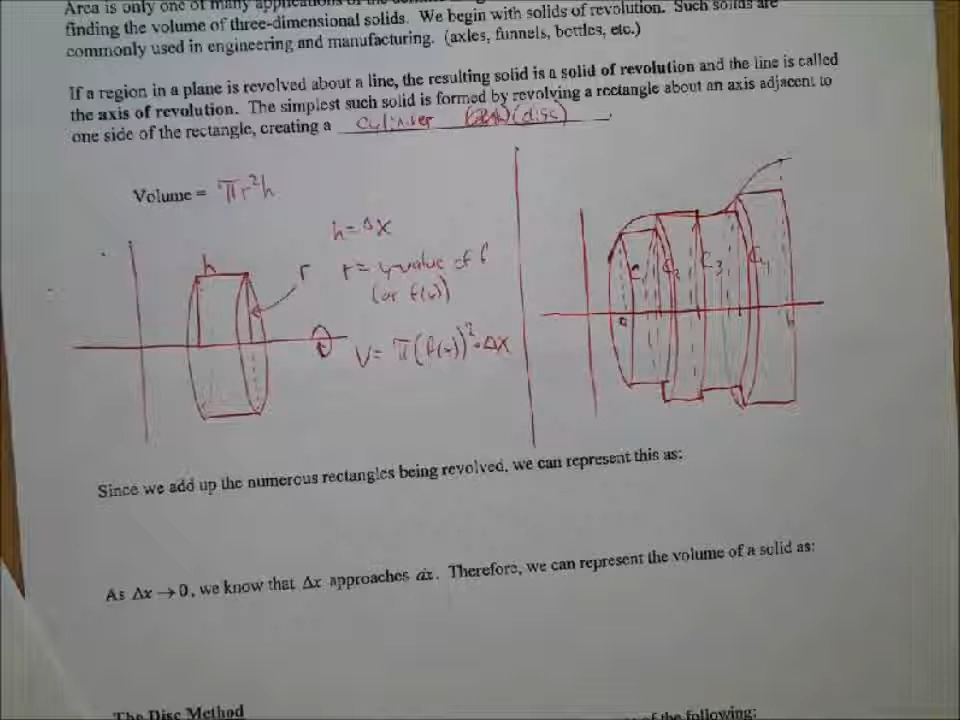 Area is only one of many applications of the
finding the volume of three-dimensional solids. We begin with solids of revolution. Such solids are
commonly used in engineering and manufacturing. (axles, funnels, bottles, etc.)
If a region in a plane is revolved about a line, the resulting solid is a solid of revolution and the line is called
the axis of revolution. The simplest such solid is formed by revolving a rectangle about an axis adjacent to
one side of the rectangle, creating a cylinver (disc).
Volume = πr²h
h=Δx
h
r
r= y-value of f
(or f(x))
V= π(f(x))²·Δx
C1 C2 C3 C4
a b
Since we add up the numerous rectangles being revolved, we can represent this as:
As Δx → 0, we know that Δx approaches dx. Therefore, we can represent the volume of a solid as:
The Disc Method
of the following: